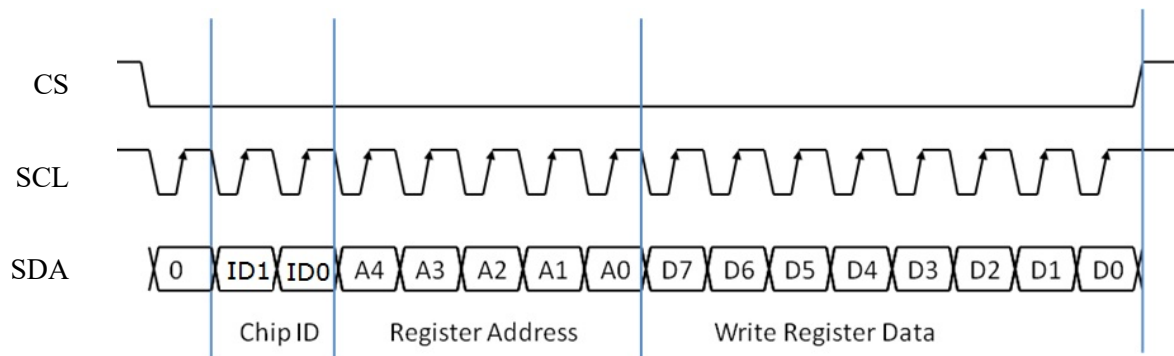 CS
SCL
SDA
0 ID1 ID0 A4 A3 A2 A1 A0 D7 D6 D5 D4 D3 D2 D1 D0
Chip ID Register Address Write Register Data